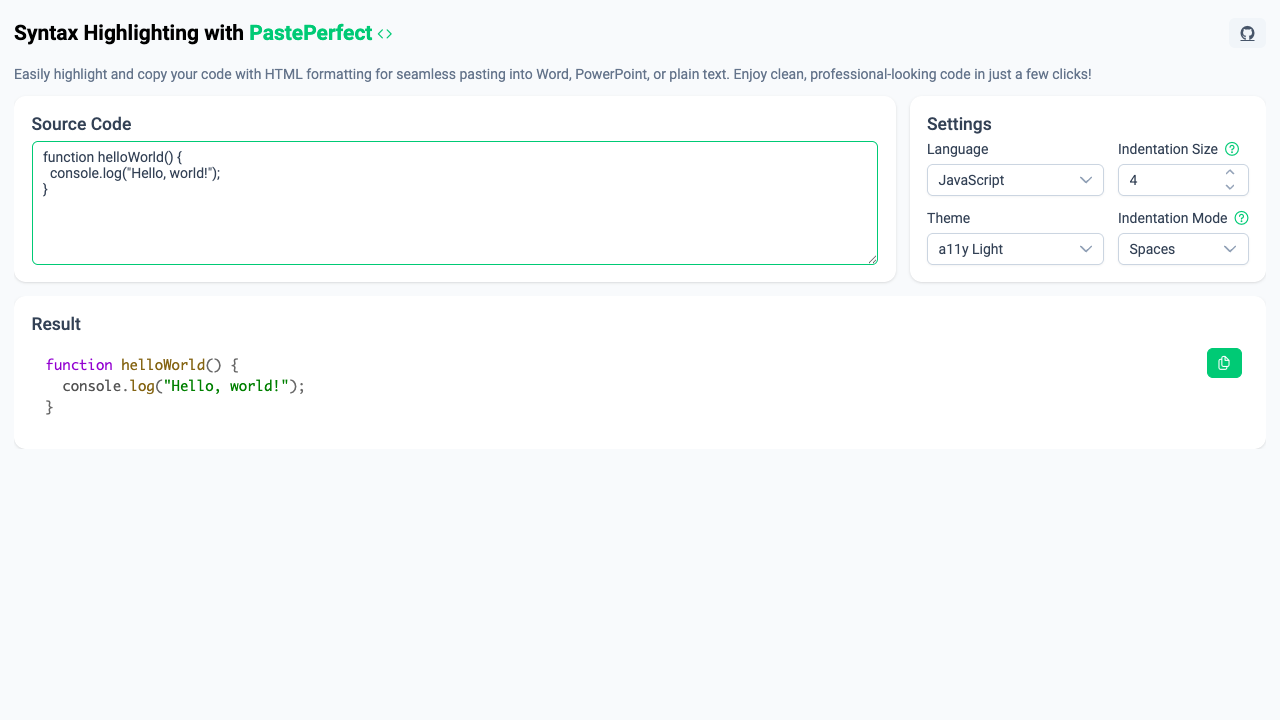 Syntax Highlighting with PastePerfect <>
Easily highlight and copy your code with HTML formatting for seamless pasting into Word, PowerPoint, or plain text. Enjoy clean, professional-looking code in just a few clicks!
Source Code
function helloWorld() {
  console.log("Hello, world!");
}
Settings
Language
JavaScript
Indentation Size ?
4
Theme
a11y Light
Indentation Mode ?
Spaces
Result
function helloWorld() {
  console.log("Hello, world!");
}